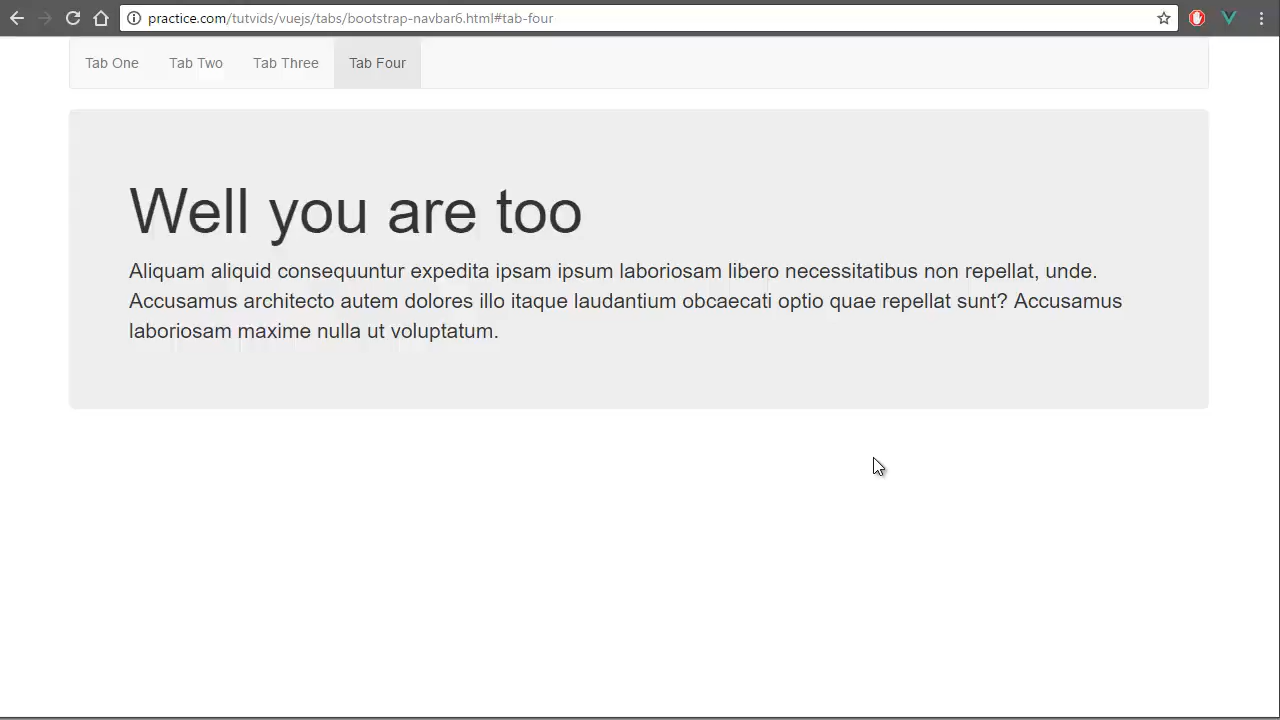 practice.com/tutvids/vuejs/tabs/bootstrap-navbar6.html#tab-four
Tab One Tab Two Tab Three Tab Four
Well you are too
Aliquam aliquid consequuntur expedita ipsam ipsum laboriosam libero necessitatibus non repellat, unde.
Accusamus architecto autem dolores illo itaque laudantium obcaecati optio quae repellat sunt? Accusamus
laboriosam maxime nulla ut voluptatum.